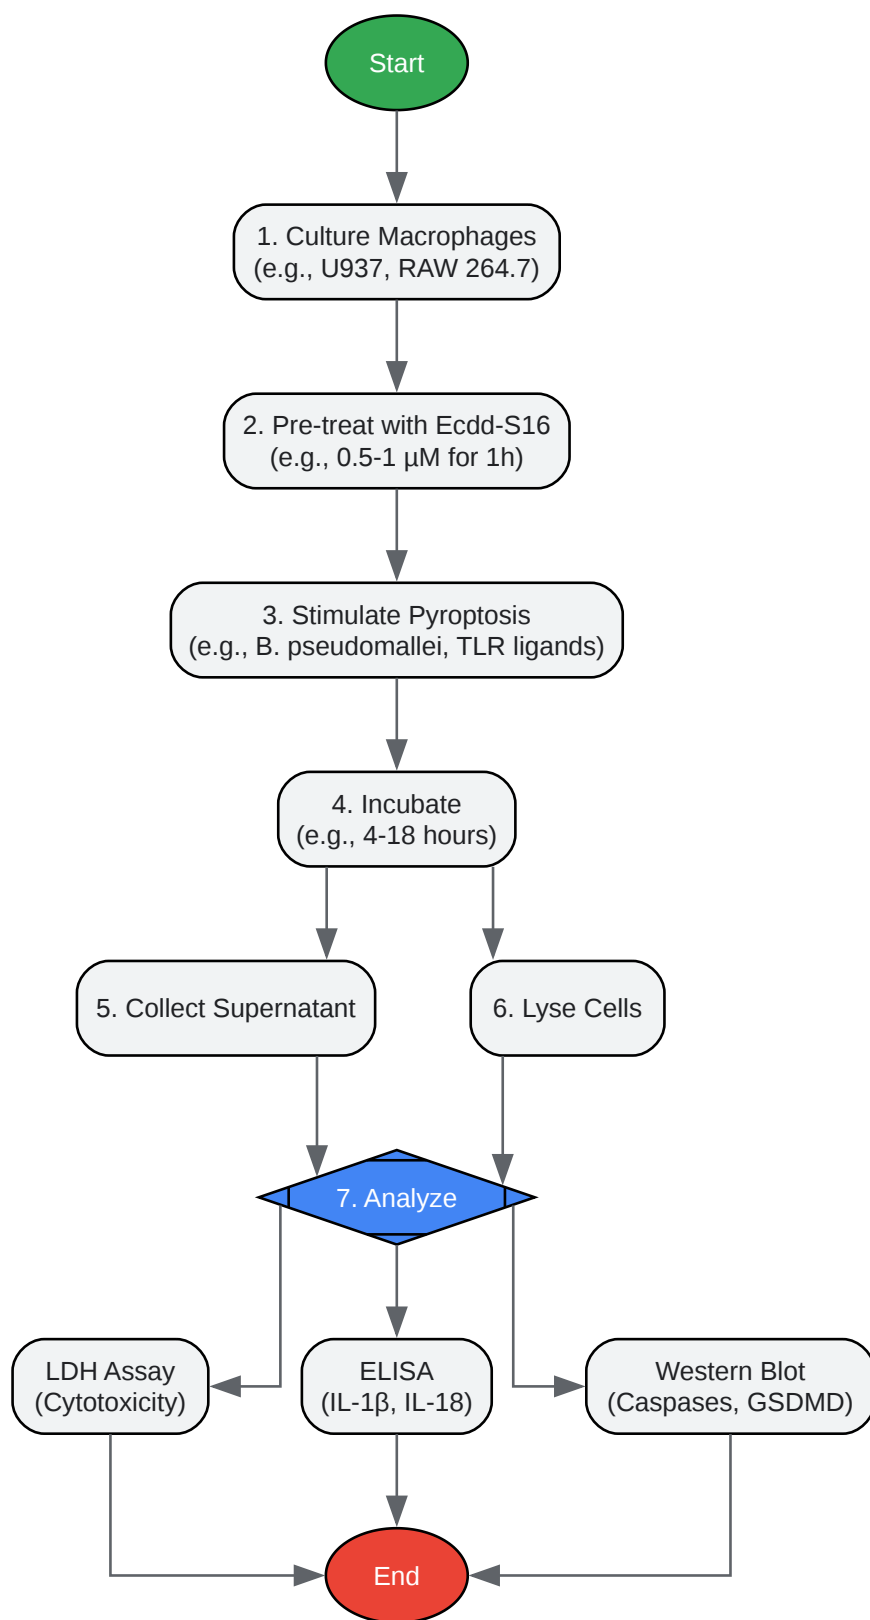 Start
1. Culture Macrophages
(e.g., U937, RAW 264.7)
2. Pre-treat with Ecdd-S16
(e.g., 0.5-1 µM for 1h)
3. Stimulate Pyroptosis
(e.g., B. pseudomallei, TLR ligands)
4. Incubate
(e.g., 4-18 hours)
5. Collect Supernatant
6. Lyse Cells
7. Analyze
LDH Assay
(Cytotoxicity)
ELISA
(IL-1β, IL-18)
Western Blot
(Caspases, GSDMD)
End